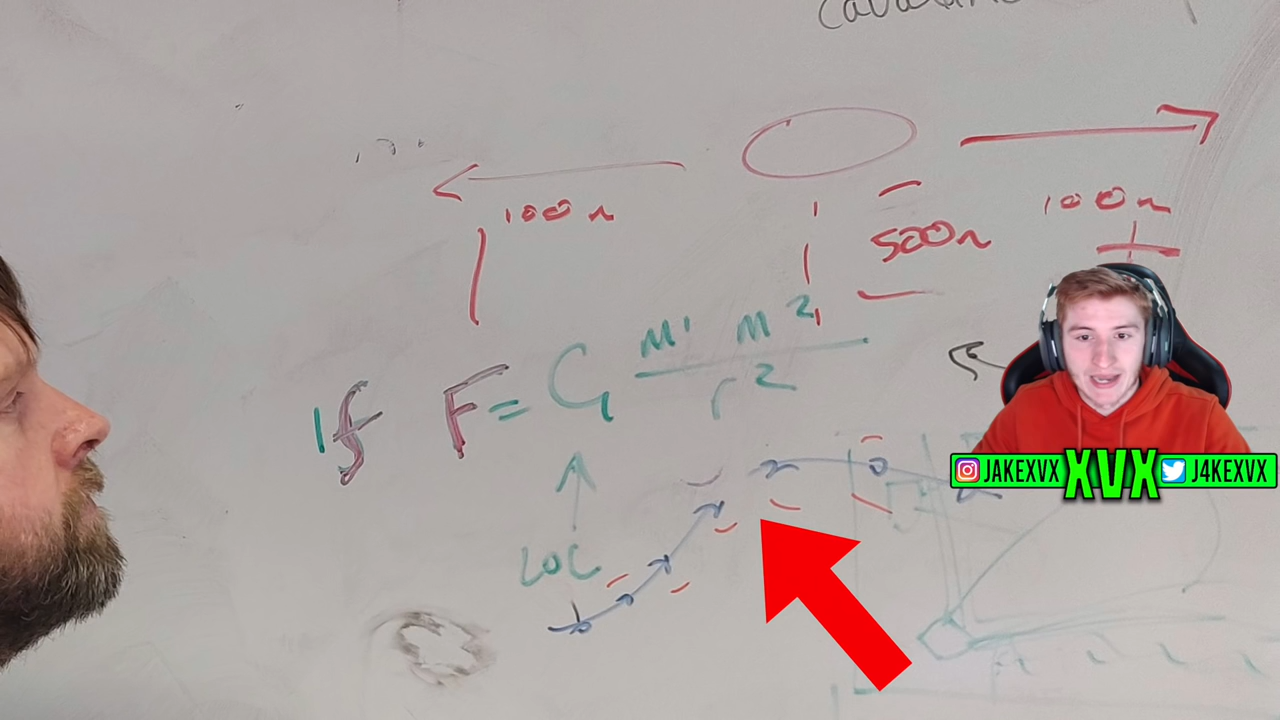 100m
500m
100m
If F = G m1 m2
r2
LOC
JAKEXVX XVX J4KEXVX